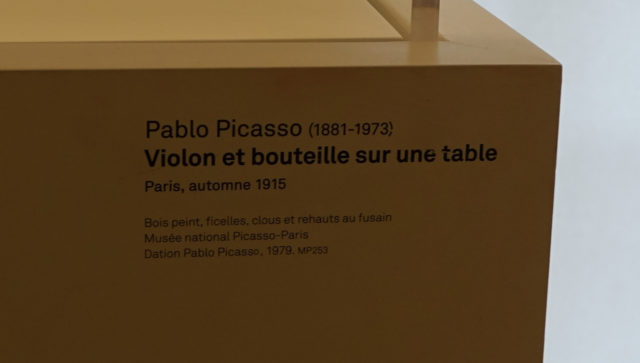 Pablo Picasso (1881-1973)
Violon et bouteille sur une table
Paris, automne 1915
Bois peint, ficelles, clous et rehauts au fusain
Musée national Picasso-Paris
Dation Pablo Picasso, 1979. MP253